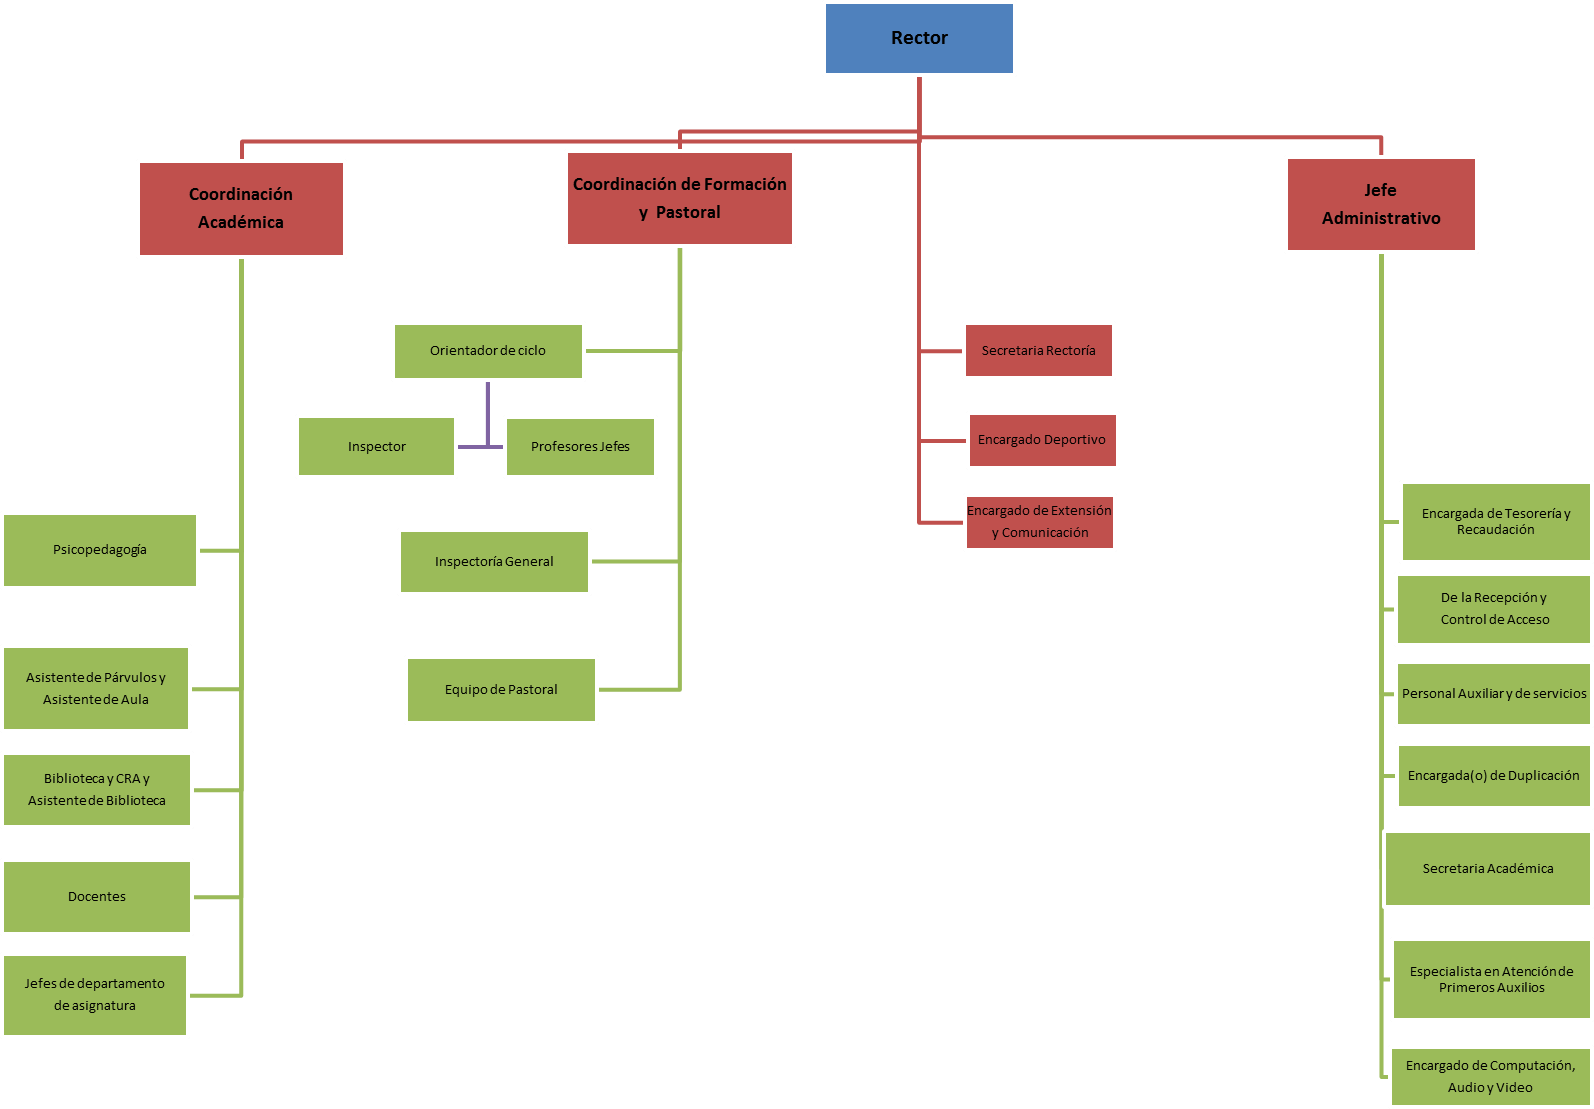 Rector
Coordinación
Académica
Coordinación de Formación
y Pastoral
Jefe
Administrativo
Orientador de ciclo
Inspector
Profesores Jefes
Inspectoría General
Equipo de Pastoral
Secretaria Rectoría
Encargado Deportivo
Encargado de Extensión
y Comunicación
Psicopedagogía
Asistente de Párvulos y
Asistente de Aula
Biblioteca y CRA y
Asistente de Biblioteca
Docentes
Jefes de departamento
de asignatura
Encargada de Tesorería y
Recaudación
De la Recepción y
Control de Acceso
Personal Auxiliar y de servicios
Encargada(o) de Duplicación
Secretaria Académica
Especialista en Atención de
Primeros Auxilios
Encargado de Computación,
Audio y Video